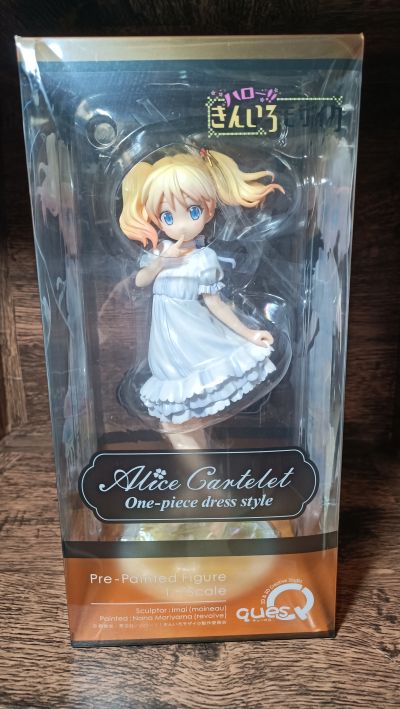 ハロー!!
きんいろモザイク
Alice Cartelet
One-piece dress style
Pre-Painted Figure
Scale
Sculptor : Imai (moineau)
Painted : Nana Moriyama (revolve)
quesQ